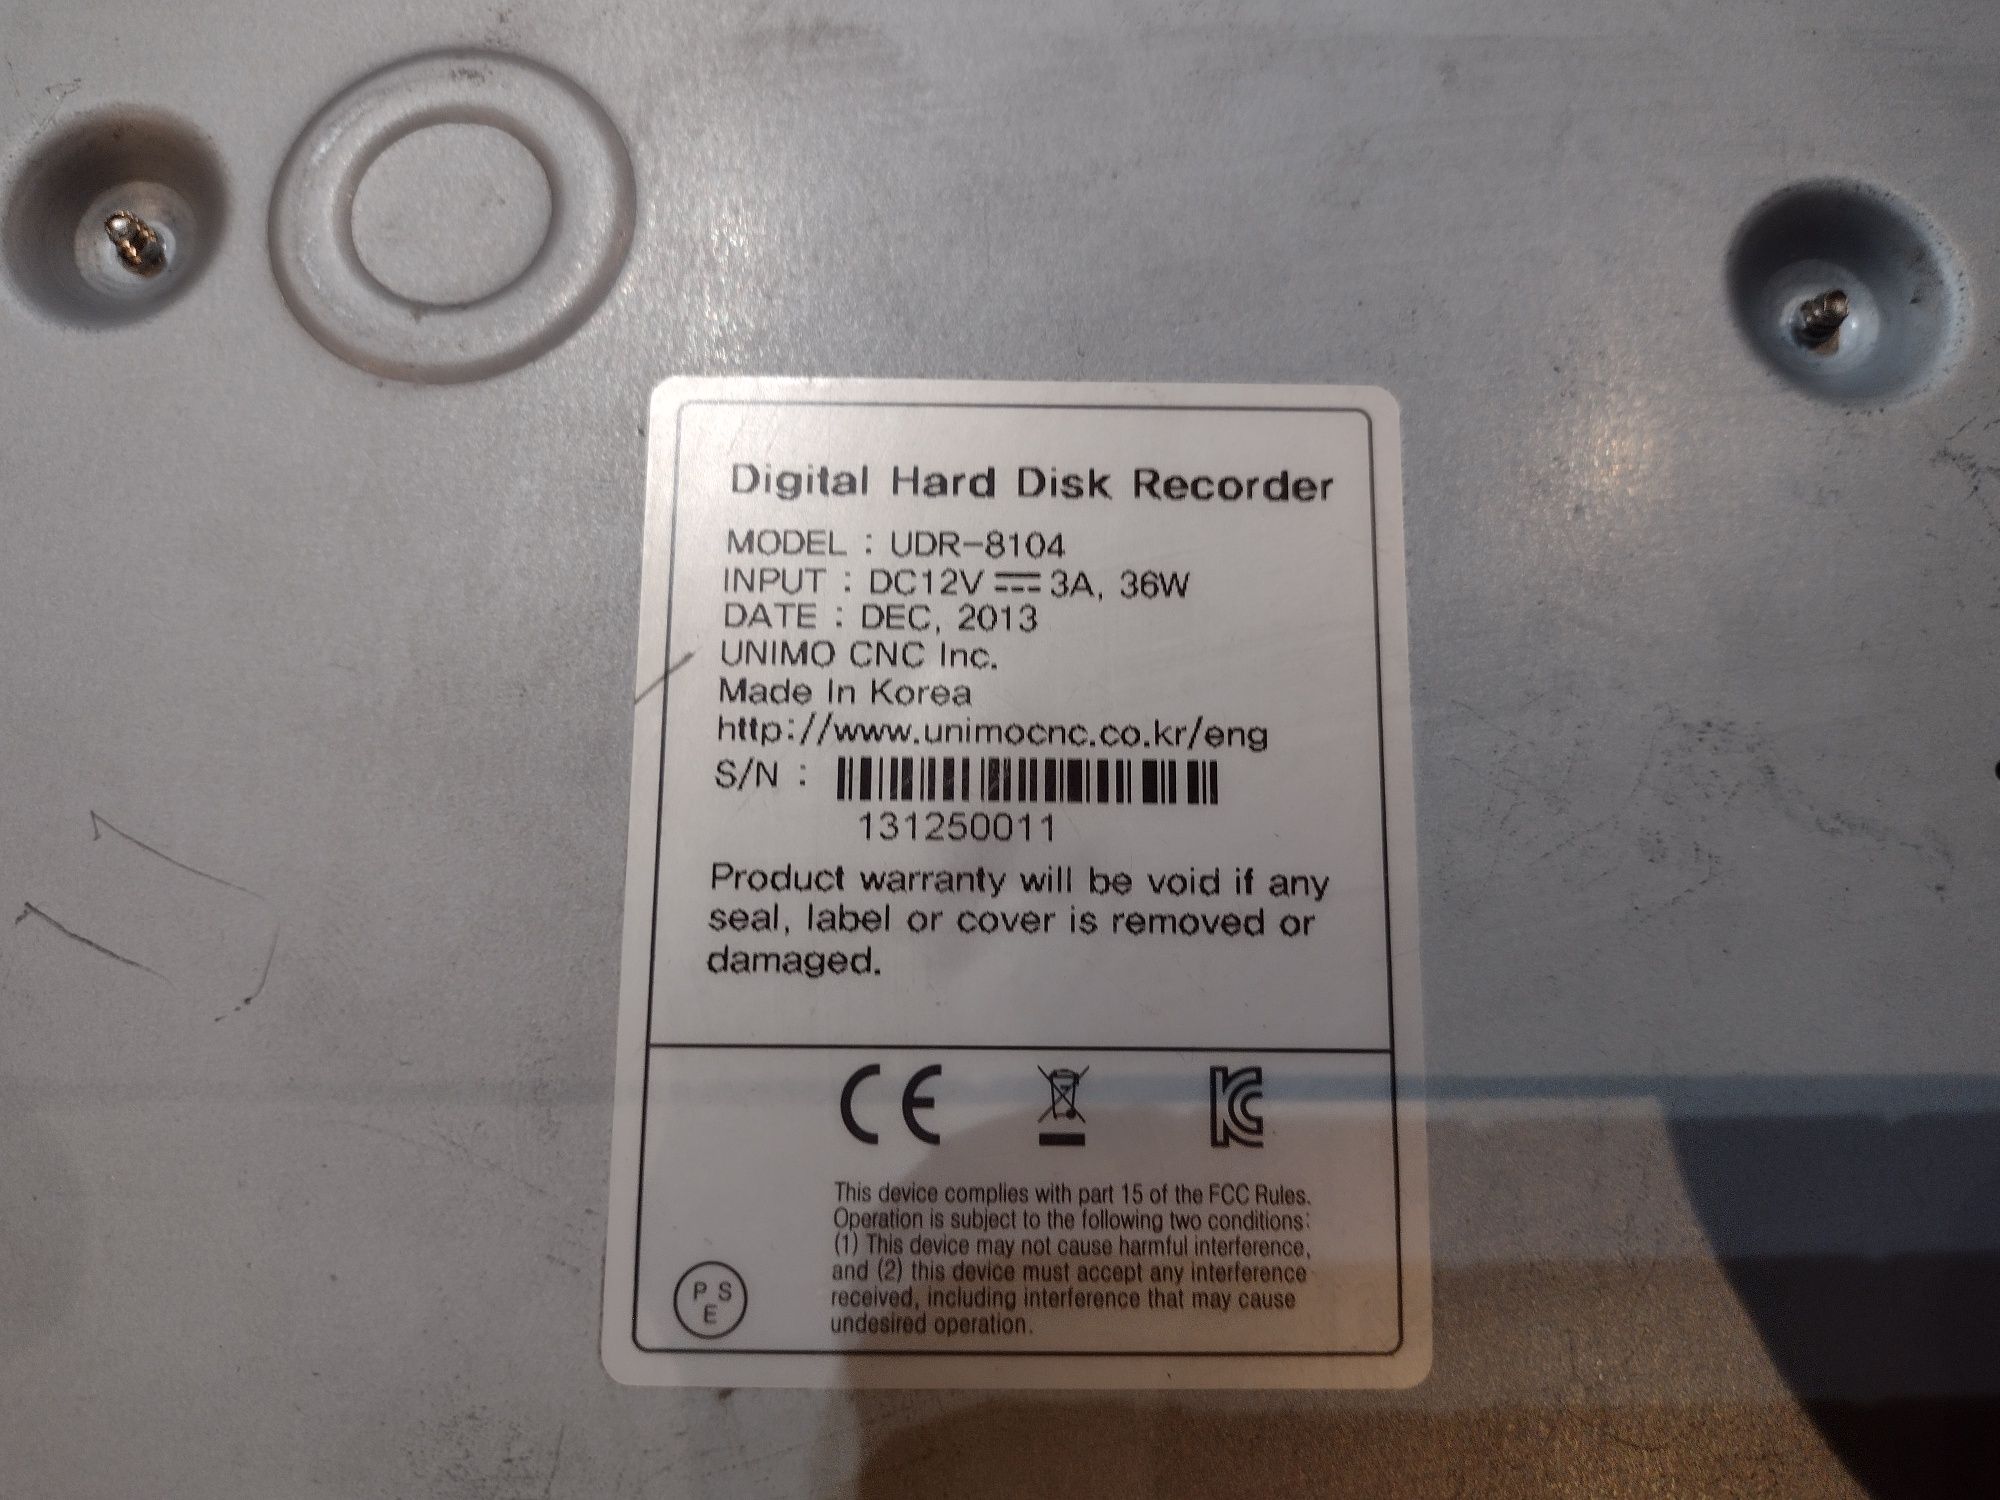 Digital Hard Disk Recorder
MODEL : UDR-8104
INPUT : DC12V ⎓ 3A, 36W
DATE : DEC, 2013
UNIMO CNC Inc.
Made In Korea
http://www.unimocnc.co.kr/eng
S/N :
131250011
Product warranty will be void if any
seal, label or cover is removed or
damaged.
CE
KC
This device complies with part 15 of the FCC Rules.
Operation is subject to the following two conditions:
(1) This device may not cause harmful interference,
and (2) this device must accept any interference
received, including interference that may cause
undesired operation.
P S
E